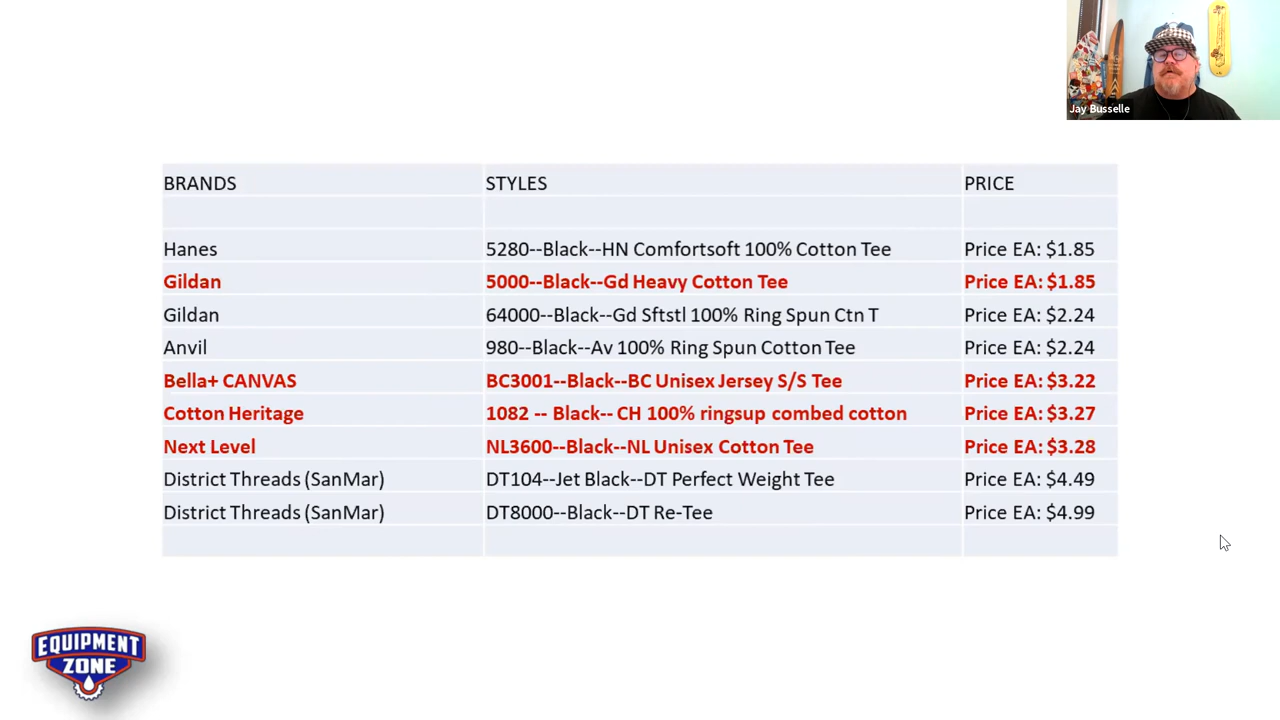 Jay Busselle
BRANDS STYLES PRICE
Hanes 5280--Black--HN Comfortsoft 100% Cotton Tee Price EA: $1.85
Gildan 5000--Black--Gd Heavy Cotton Tee Price EA: $1.85
Gildan 64000--Black--Gd Sftstl 100% Ring Spun Ctn T Price EA: $2.24
Anvil 980--Black--Av 100% Ring Spun Cotton Tee Price EA: $2.24
Bella+ CANVAS BC3001--Black--BC Unisex Jersey S/S Tee Price EA: $3.22
Cotton Heritage 1082 -- Black-- CH 100% ringsup combed cotton Price EA: $3.27
Next Level NL3600--Black--NL Unisex Cotton Tee Price EA: $3.28
District Threads (SanMar) DT104--Jet Black--DT Perfect Weight Tee Price EA: $4.49
District Threads (SanMar) DT8000--Black--DT Re-Tee Price EA: $4.99
EQUIPMENT
ZONE